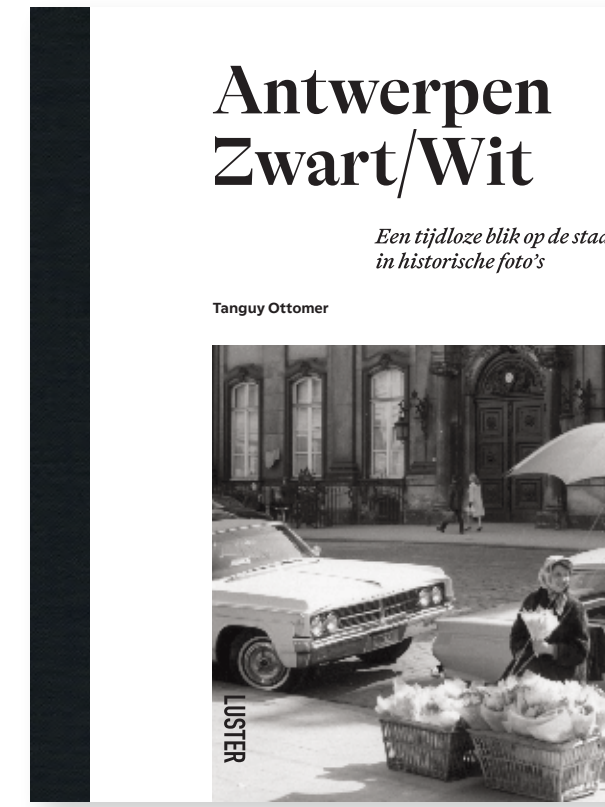 Antwerpen
Zwart/Wit
Een tijdloze blik op de
in historische foto's
Tanguy Ottomer
LUSTER